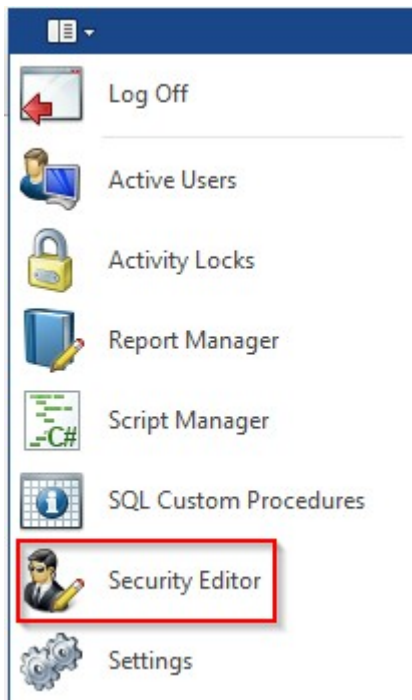 Log Off
Active Users
Activity Locks
Report Manager
C#
Script Manager
SQL Custom Procedures
Security Editor
Settings